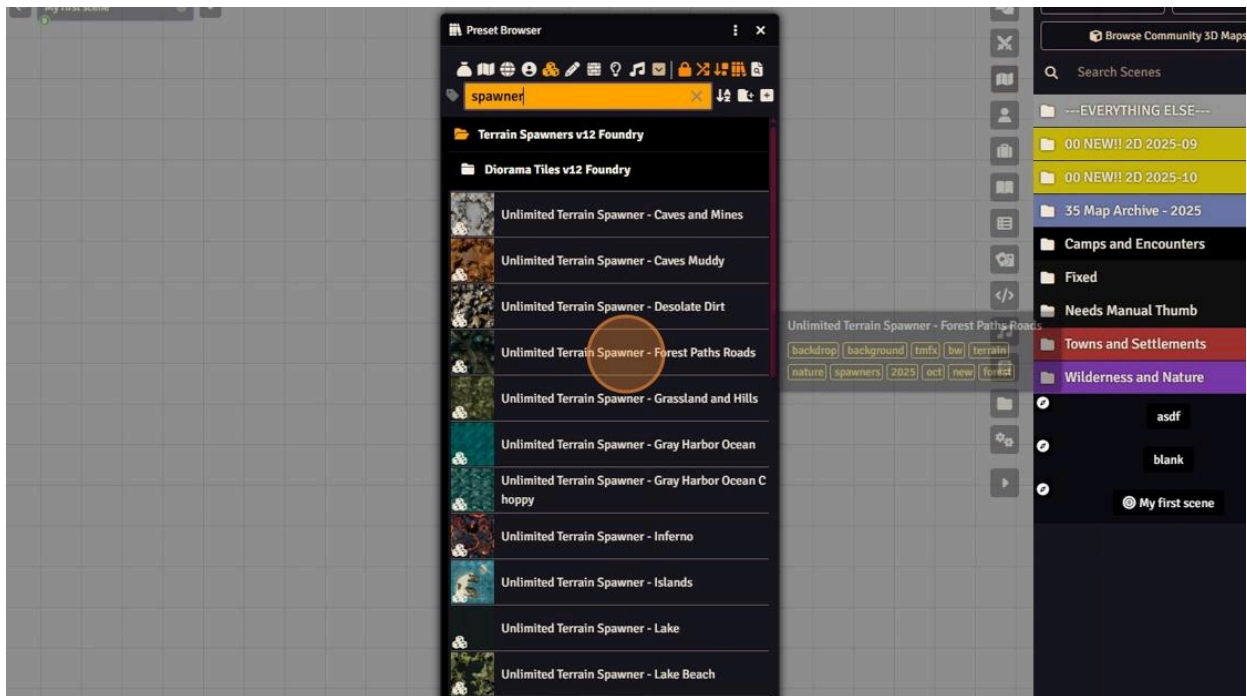 My first scene
Preset Browser
spawner
Terrain Spawners v12 Foundry
Diorama Tiles v12 Foundry
Unlimited Terrain Spawner - Caves and Mines
Unlimited Terrain Spawner - Caves Muddy
Unlimited Terrain Spawner - Desolate Dirt
Unlimited Terrain Spawner - Forest Paths Roads
Unlimited Terrain Spawner - Grassland and Hills
Unlimited Terrain Spawner - Gray Harbor Ocean
Unlimited Terrain Spawner - Gray Harbor Ocean C
hoppy
Unlimited Terrain Spawner - Inferno
Unlimited Terrain Spawner - Islands
Unlimited Terrain Spawner - Lake
Unlimited Terrain Spawner - Lake Beach
Unlimited Terrain Spawner - Forest Paths Roads
backdrop background tmfx bw terrain
nature spawners 2025 oct new forest
Browse Community 3D Maps
Search Scenes
---EVERYTHING ELSE---
00 NEW!! 2D 2025-09
00 NEW!! 2D 2025-10
35 Map Archive - 2025
Camps and Encounters
Fixed
Needs Manual Thumb
Towns and Settlements
Wilderness and Nature
asdf
blank
My first scene